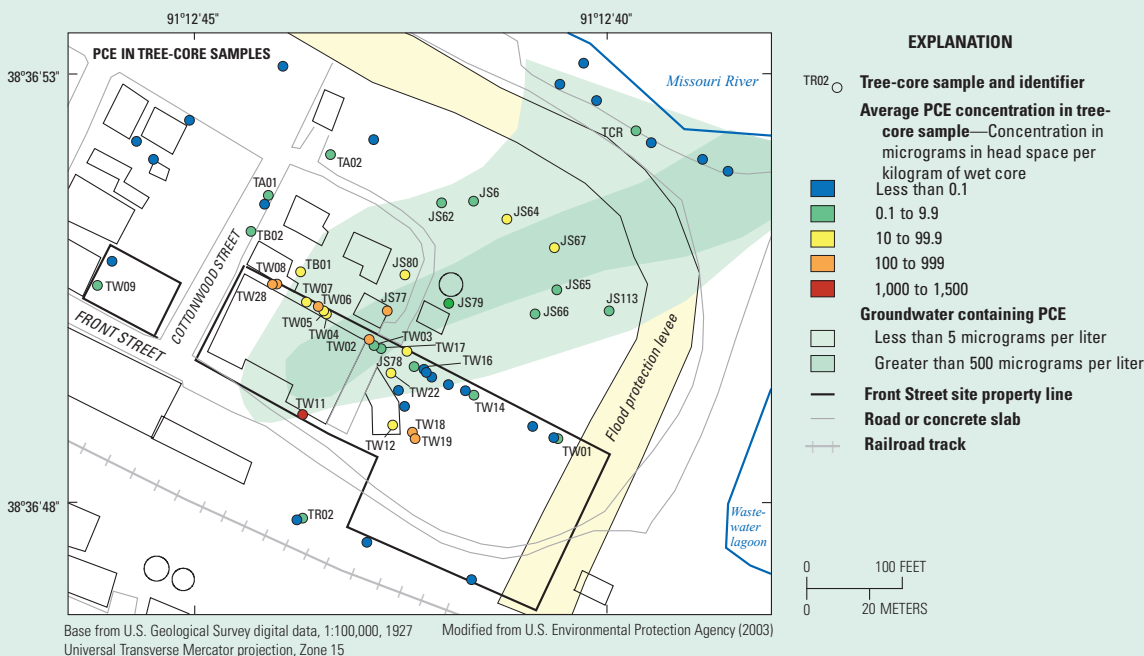 91°12'45"
91°12'40"
38°36'53"
PCE IN TREE-CORE SAMPLES
Missouri River
TCR
TA02
TA01
JS62
JS6
JS64
TB02
JS67
COTTONWOOD STREET
TW08
TB01
JS80
TW09
TW28
TW07
TW06
JS77
JS79
JS65
JS113
JS66
TW05
TW04
TW03
TW02
TW17
FRONT STREET
TW16
JS78
TW22
TW14
TW11
TW18
TW12
TW19
TW01
Flood protection levee
38°36'48"
TR02
Waste-
water
lagoon
Base from U.S. Geological Survey digital data, 1:100,000, 1927
Universal Transverse Mercator projection, Zone 15
Modified from U.S. Environmental Protection Agency (2003)
EXPLANATION
TR02 Tree-core sample and identifier
Average PCE concentration in tree-
core sample—Concentration in
micrograms in head space per
kilogram of wet core
Less than 0.1
0.1 to 9.9
10 to 99.9
100 to 999
1,000 to 1,500
Groundwater containing PCE
Less than 5 micrograms per liter
Greater than 500 micrograms per liter
Front Street site property line
Road or concrete slab
Railroad track
0 100 FEET
0 20 METERS